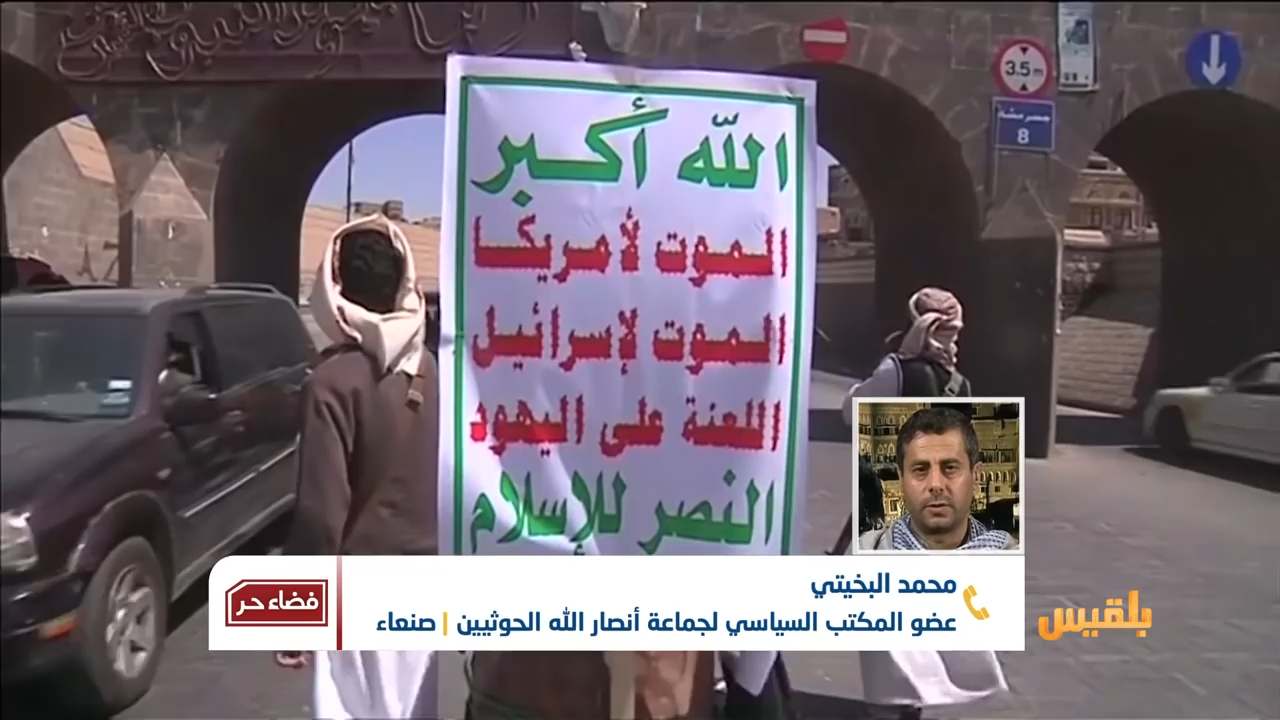 3.5 m
8
الله أكبر
الموت لأمريكا
الموت لإسرائيل
اللعنة على اليهود
النصر للإسلام
محمد البخيتي
عضو المكتب السياسي لجماعة أنصار الله الحوثيين | صنعاء
فضاء حر
بلقيس